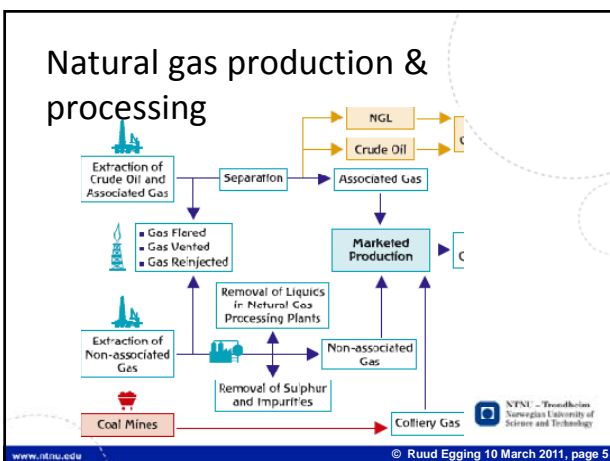 Natural gas production &
processing
NGL
Crude Oil
Extraction of
Crude Oil and
Associated Gas
Separation
Associated Gas
Gas Flared
Gas Vented
Gas Reinjected
Marketed
Production
Removal of Liquids
in Natural Gas
Processing Plants
Extraction of
Non-associated
Gas
Non-associated
Gas
Removal of Sulphur
and Impurities
Coal Mines
Colliery Gas
NTNU – Trondheim
Norwegian University of
Science and Technology
www.ntnu.edu
© Ruud Egging 10 March 2011, page 5